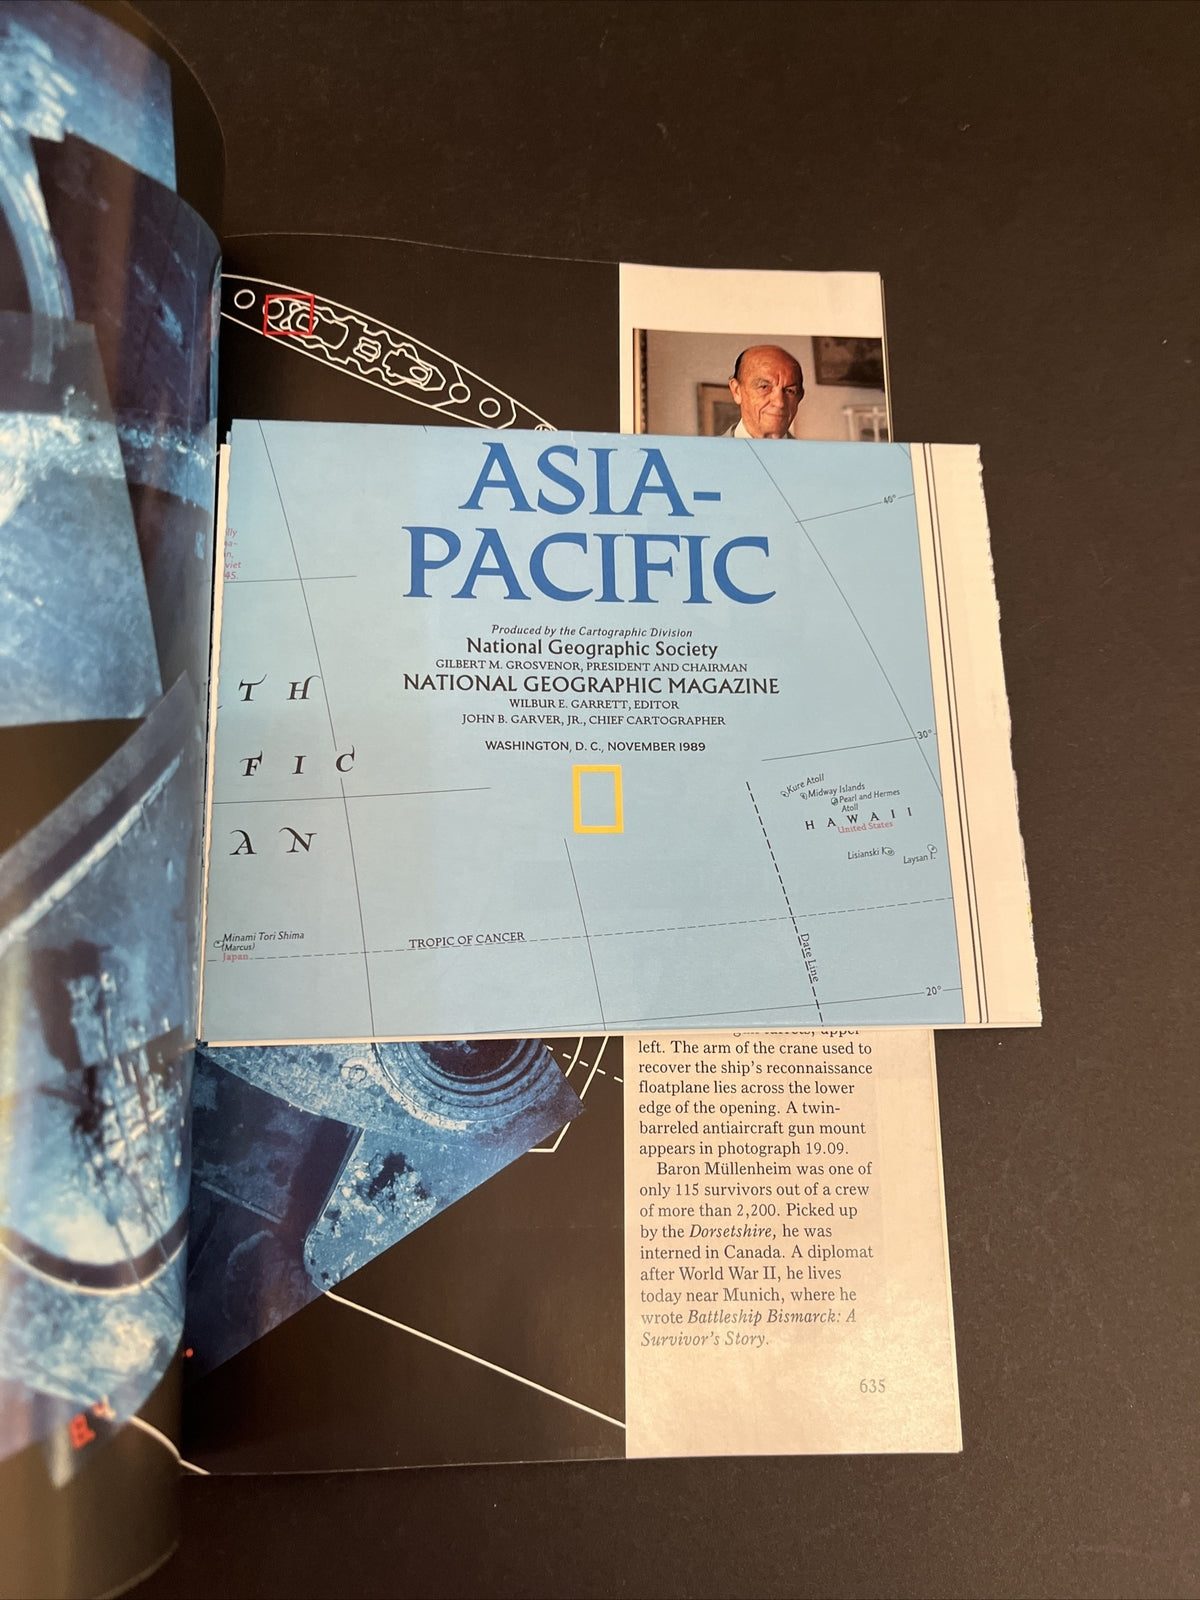 ASIA-
PACIFIC
Produced by the Cartographic Division
National Geographic Society
GILBERT M. GROSVENOR, PRESIDENT AND CHAIRMAN
NATIONAL GEOGRAPHIC MAGAZINE
WILBUR E. GARRETT, EDITOR
JOHN B. GARVER, JR., CHIEF CARTOGRAPHER
WASHINGTON, D. C., NOVEMBER 1989
40°
viet
45.
T H
F I C
A N
30°
Kure Atoll
Midway Islands
Pearl and Hermes
Atoll
H A W A I I
United States
Lisianski I.
Laysan I.
Minami Tori Shima
(Marcus)
Japan
TROPIC OF CANCER
Date Line
20°
left. The arm of the crane used to
recover the ship's reconnaissance
floatplane lies across the lower
edge of the opening. A twin-
barreled antiaircraft gun mount
appears in photograph 19.09.
Baron Müllenheim was one of
only 115 survivors out of a crew
of more than 2,200. Picked up
by the Dorsetshire, he was
interned in Canada. A diplomat
after World War II, he lives
today near Munich, where he
wrote Battleship Bismarck: A
Survivor's Story.
635